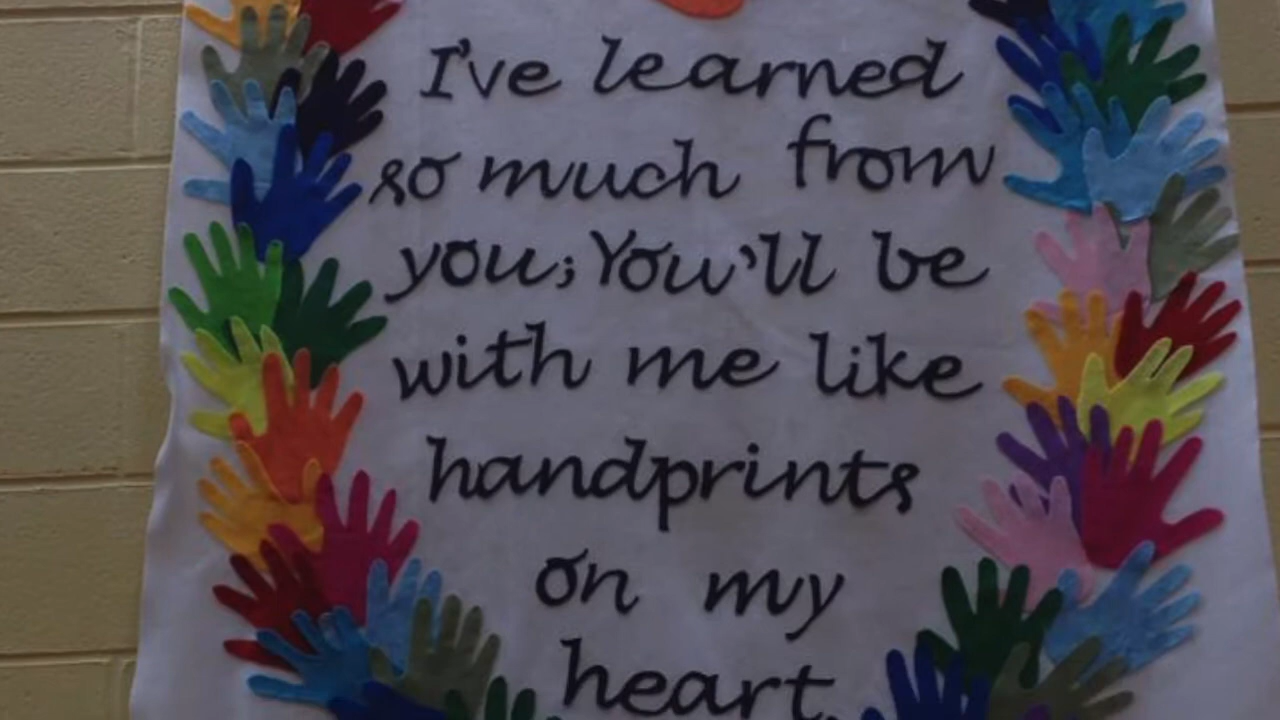 I've learned
so much from
you; You'll be
with me like
handprints
on my
heart.